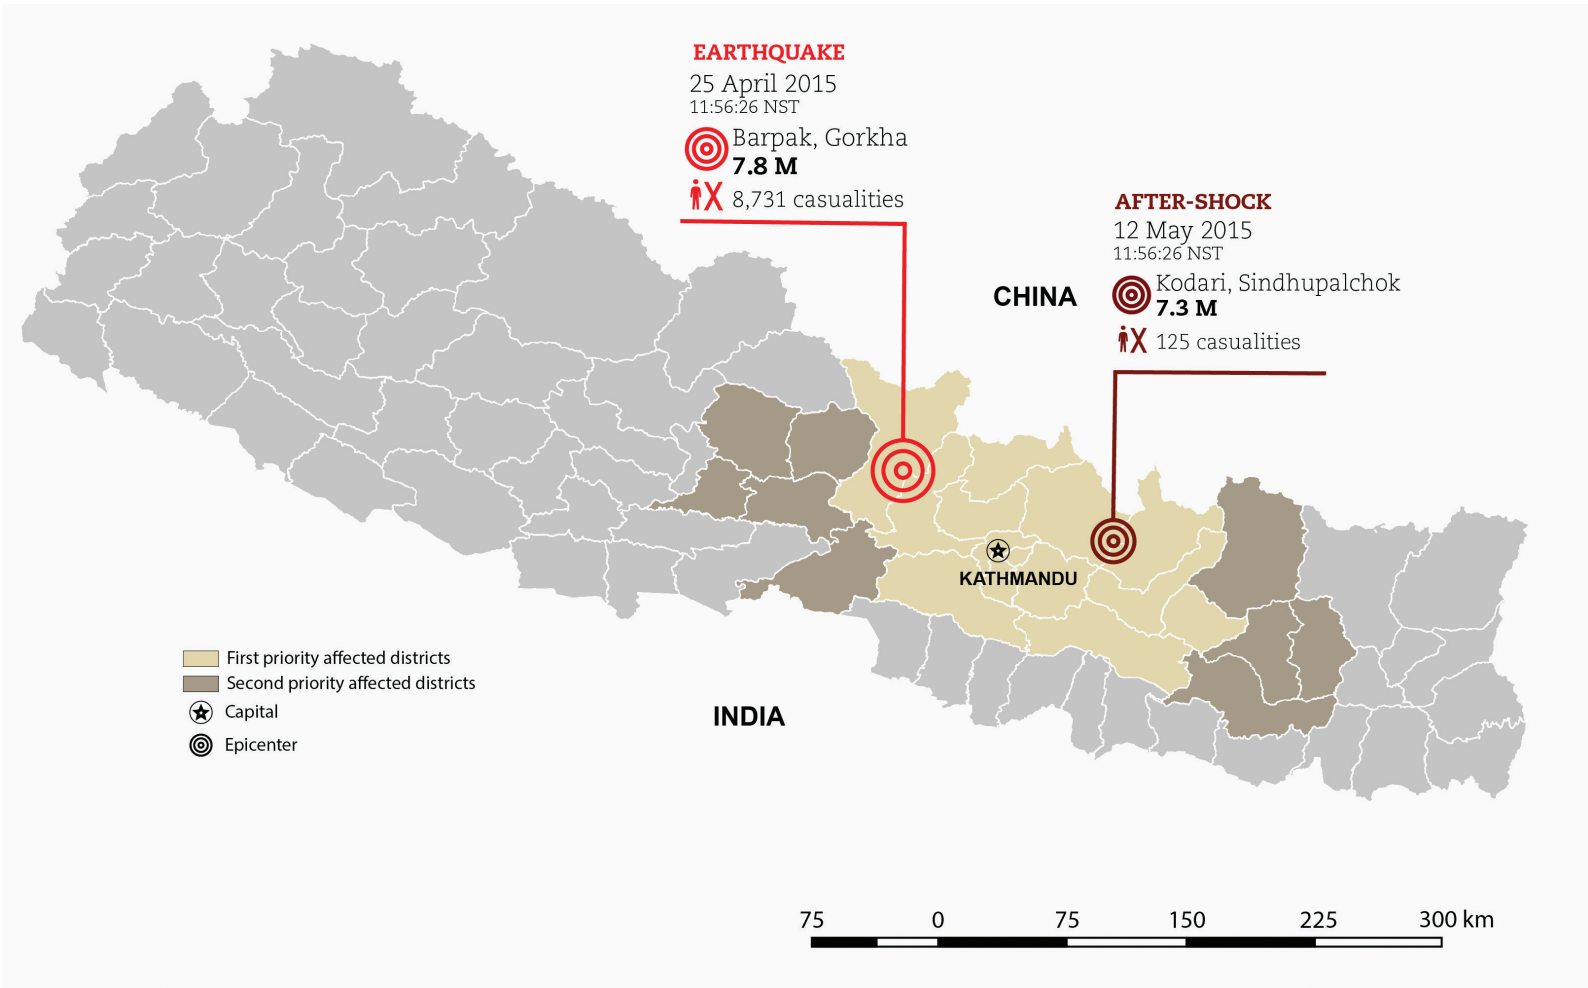 EARTHQUAKE
25 April 2015
11:56:26 NST
Barpak, Gorkha
7.8 M
8,731 casualities
AFTER-SHOCK
12 May 2015
11:56:26 NST
Kodari, Sindhupalchok
7.3 M
125 casualities
CHINA
KATHMANDU
INDIA
First priority affected districts
Second priority affected districts
Capital
Epicenter
75 0 75 150 225 300 km